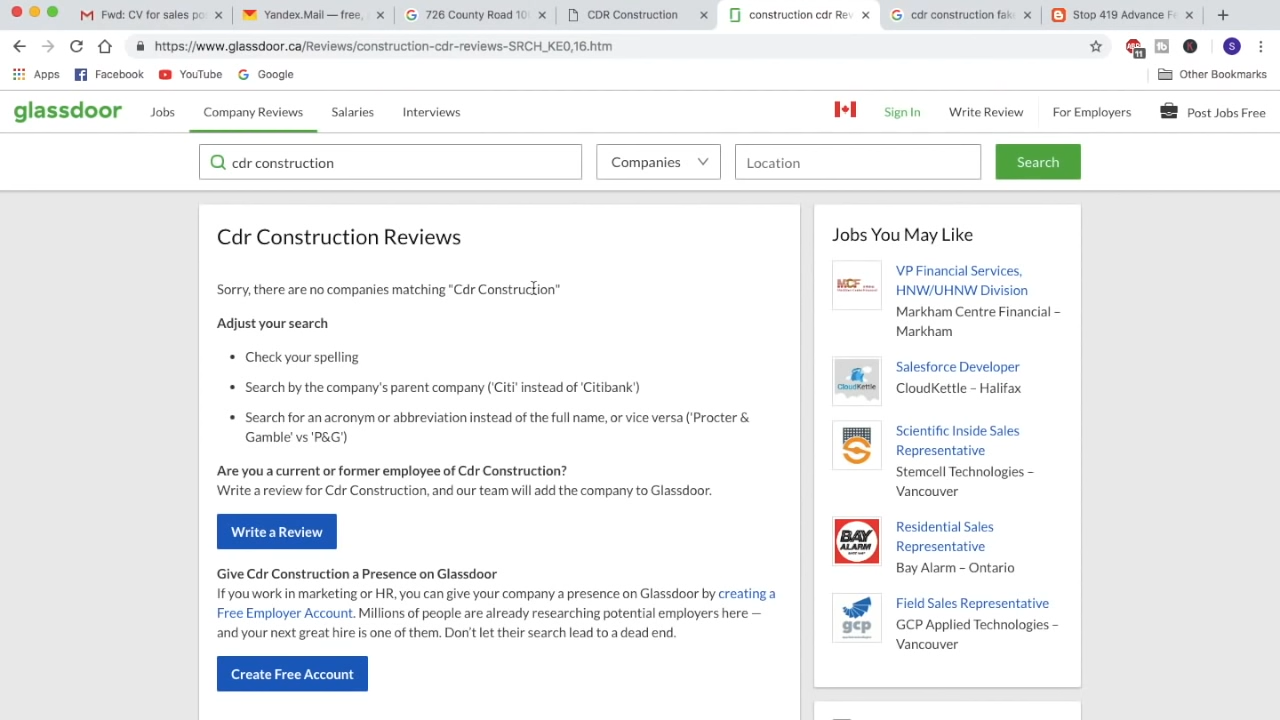 Fwd: CV for sales po
Yandex.Mail — free,
726 County Road 10
CDR Construction
construction cdr Rev
cdr construction fake
Stop 419 Advance Fe
https://www.glassdoor.ca/Reviews/construction-cdr-reviews-SRCH_KE0,16.htm
ABP
11
tb
K
S
Apps
Facebook
YouTube
Google
Other Bookmarks
glassdoor
Jobs
Company Reviews
Salaries
Interviews
Sign In
Write Review
For Employers
Post Jobs Free
cdr construction
Companies
Location
Search
Cdr Construction Reviews
Sorry, there are no companies matching "Cdr Construction"
Adjust your search
• Check your spelling
• Search by the company's parent company ('Citi' instead of 'Citibank')
• Search for an acronym or abbreviation instead of the full name, or vice versa ('Procter &
Gamble' vs 'P&G')
Are you a current or former employee of Cdr Construction?
Write a review for Cdr Construction, and our team will add the company to Glassdoor.
Write a Review
Give Cdr Construction a Presence on Glassdoor
If you work in marketing or HR, you can give your company a presence on Glassdoor by creating a
Free Employer Account. Millions of people are already researching potential employers here —
and your next great hire is one of them. Don't let their search lead to a dead end.
Create Free Account
Jobs You May Like
MCF
VP Financial Services,
HNW/UHNW Division
Markham Centre Financial –
Markham
CloudKettle
Salesforce Developer
CloudKettle – Halifax
Scientific Inside Sales
Representative
Stemcell Technologies –
Vancouver
BAY
ALARM
Residential Sales
Representative
Bay Alarm – Ontario
gcp
Field Sales Representative
GCP Applied Technologies –
Vancouver